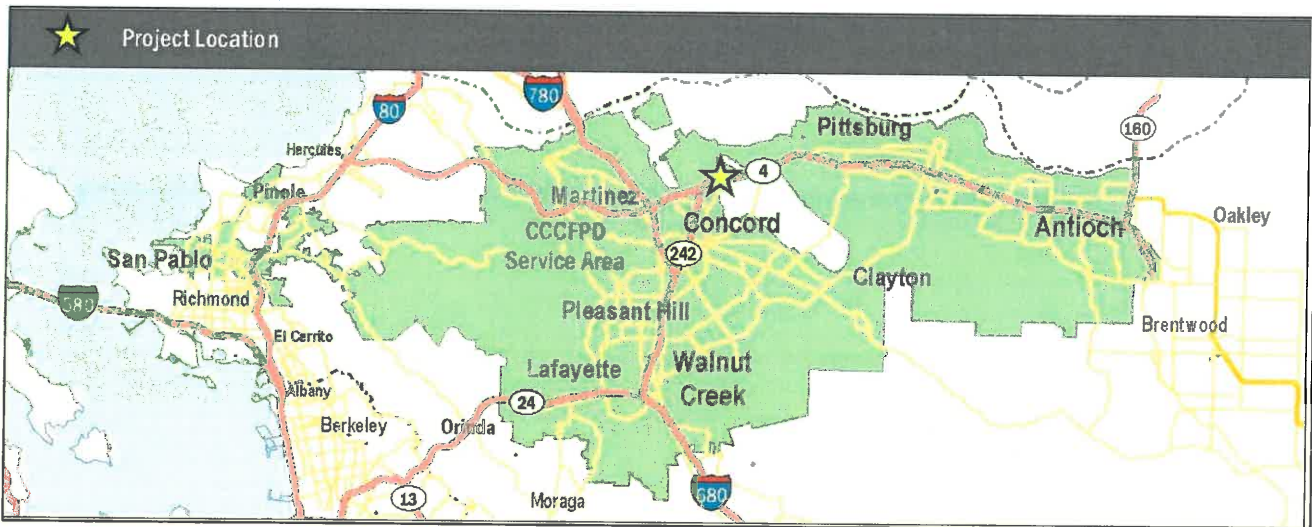 Project Location
80
780
160
Hercules
Pittsburg
4
Pinole
Martinez
Concord
Oakley
Antioch
CCCFPD
Service Area
San Pablo
242
Clayton
Richmond
580
Pleasant Hill
Brentwood
El Cerrito
Lafayette
Walnut
Creek
Albany
24
Berkeley
Orinda
13
Moraga
680